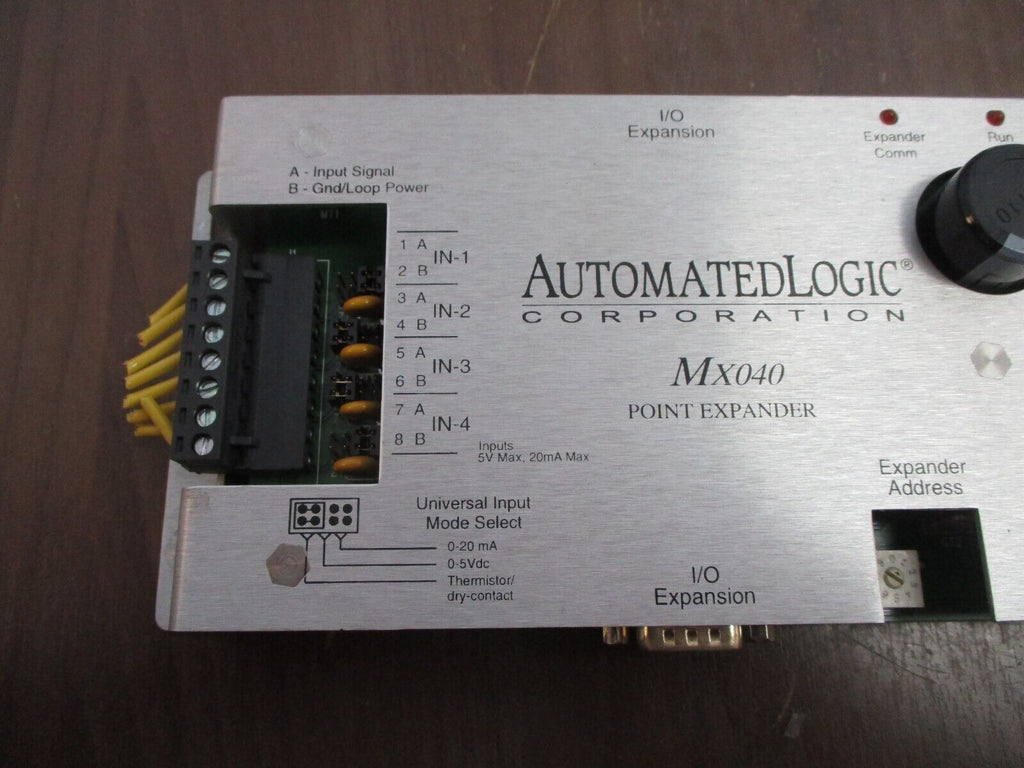 I/O
Expansion
Expander
Comm
Run
A - Input Signal
B - Gnd/Loop Power
1 A
IN-1
2 B
3 A
IN-2
4 B
5 A
IN-3
6 B
7 A
IN-4
8 B
Inputs
5V Max, 20mA Max
AUTOMATEDLOGIC®
CORPORATION
MX040
POINT EXPANDER
Universal Input
Mode Select
0-20 mA
0-5Vdc
Thermistor/
dry-contact
I/O
Expansion
Expander
Address